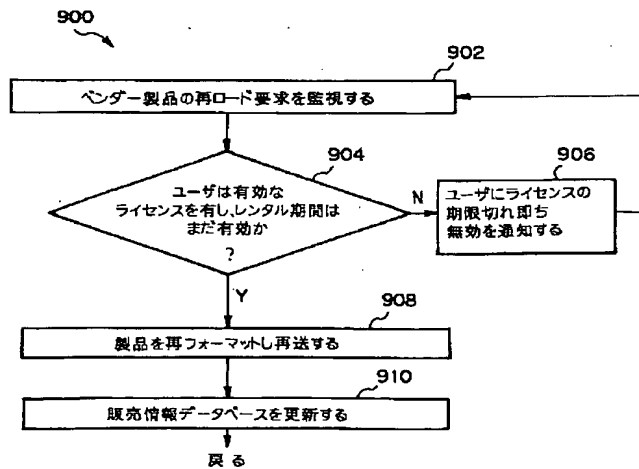 900
902
ベンダー製品の再ロード要求を監視する
904
ユーザは有効な
ライセンスを有し、レンタル期間は
まだ有効か
?
N
906
ユーザにライセンスの
期限切れ即ち
無効を通知する
Y
908
製品を再フォーマットし再送する
910
販売情報データベースを更新する
戻る